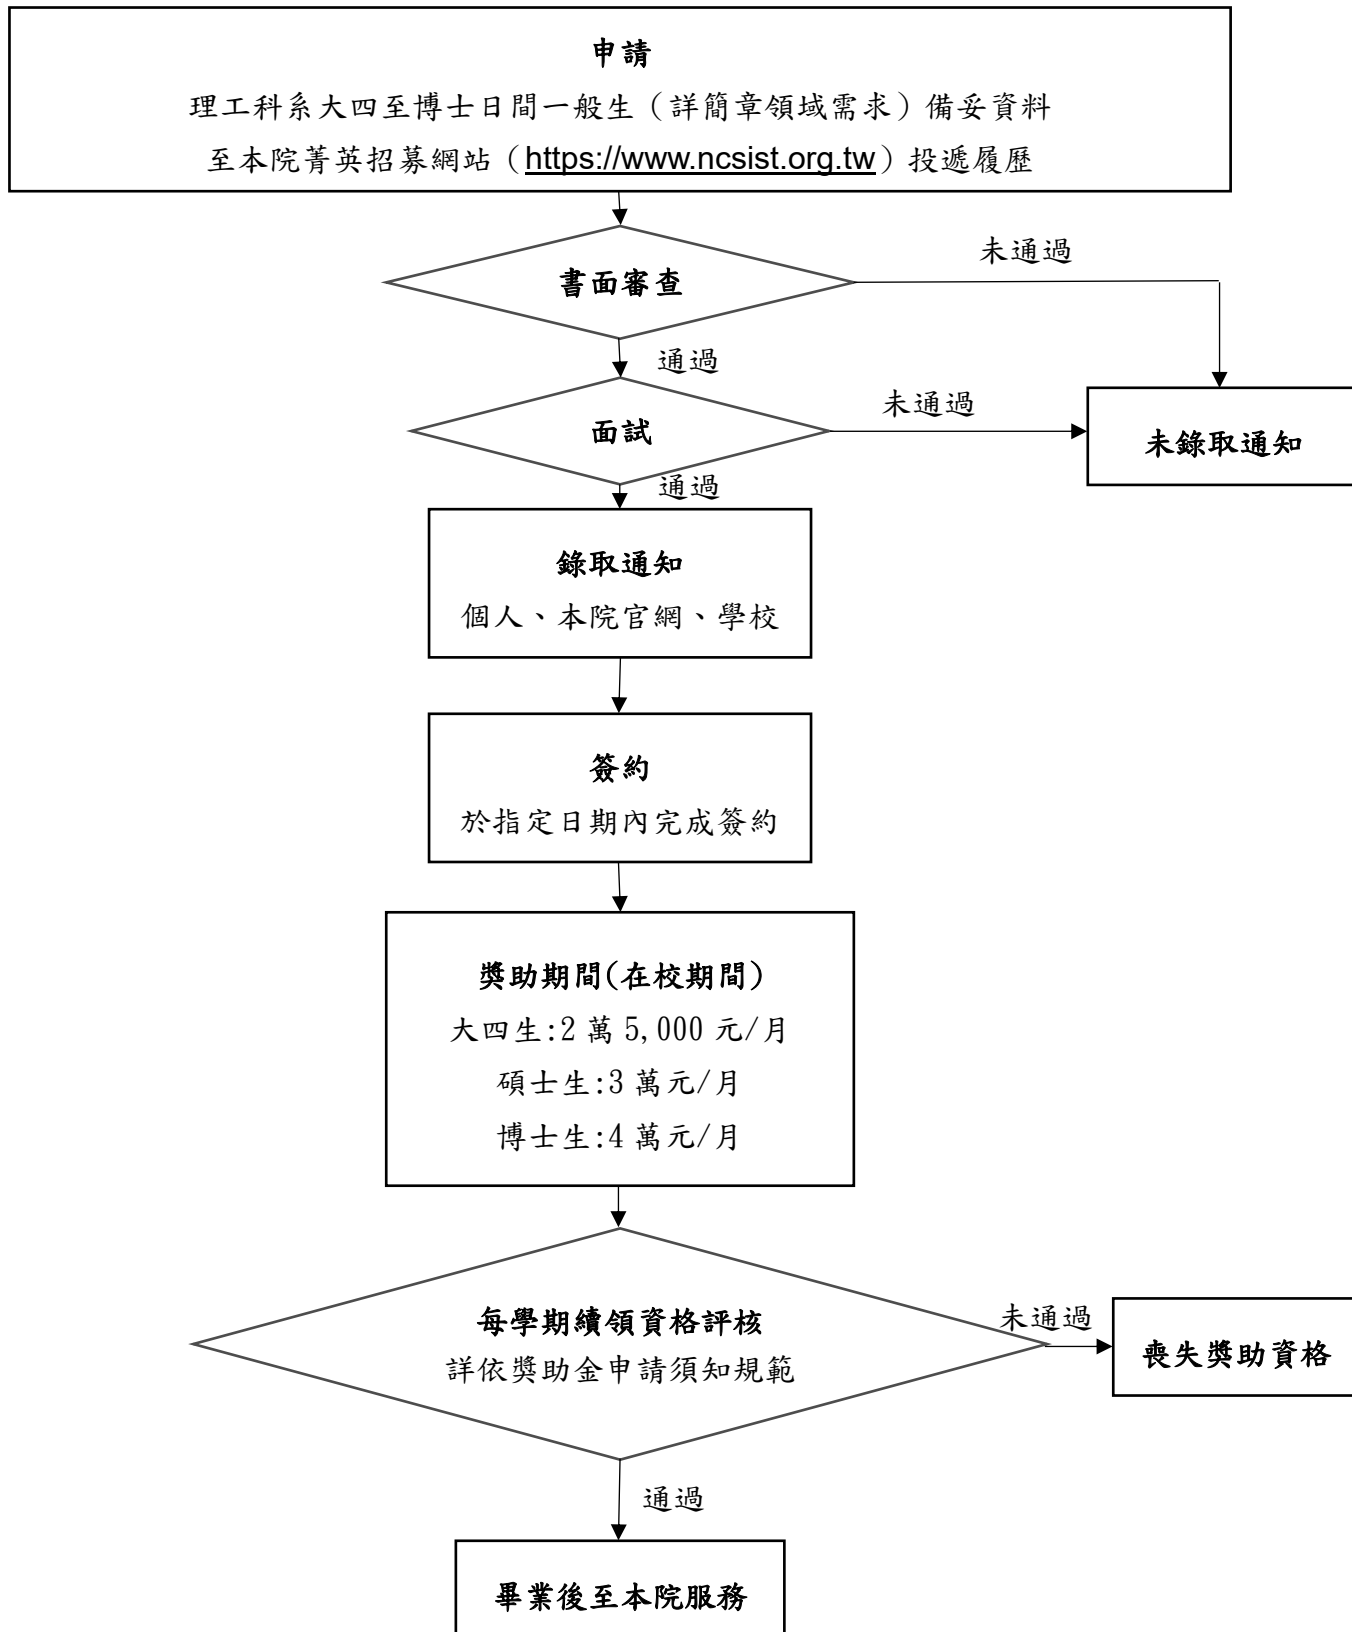 申請
理工科系大四至博士日間一般生（詳簡章領域需求）備妥資料
至本院菁英招募網站（https://www.ncsist.org.tw）投遞履歷
書面審查
未通過
通過
面試
未通過
未錄取通知
通過
錄取通知
個人、本院官網、學校
簽約
於指定日期內完成簽約
獎助期間(在校期間)
大四生:2 萬 5,000 元/月
碩士生:3 萬元/月
博士生:4 萬元/月
每學期續領資格評核
詳依獎助金申請須知規範
未通過
喪失獎助資格
通過
畢業後至本院服務